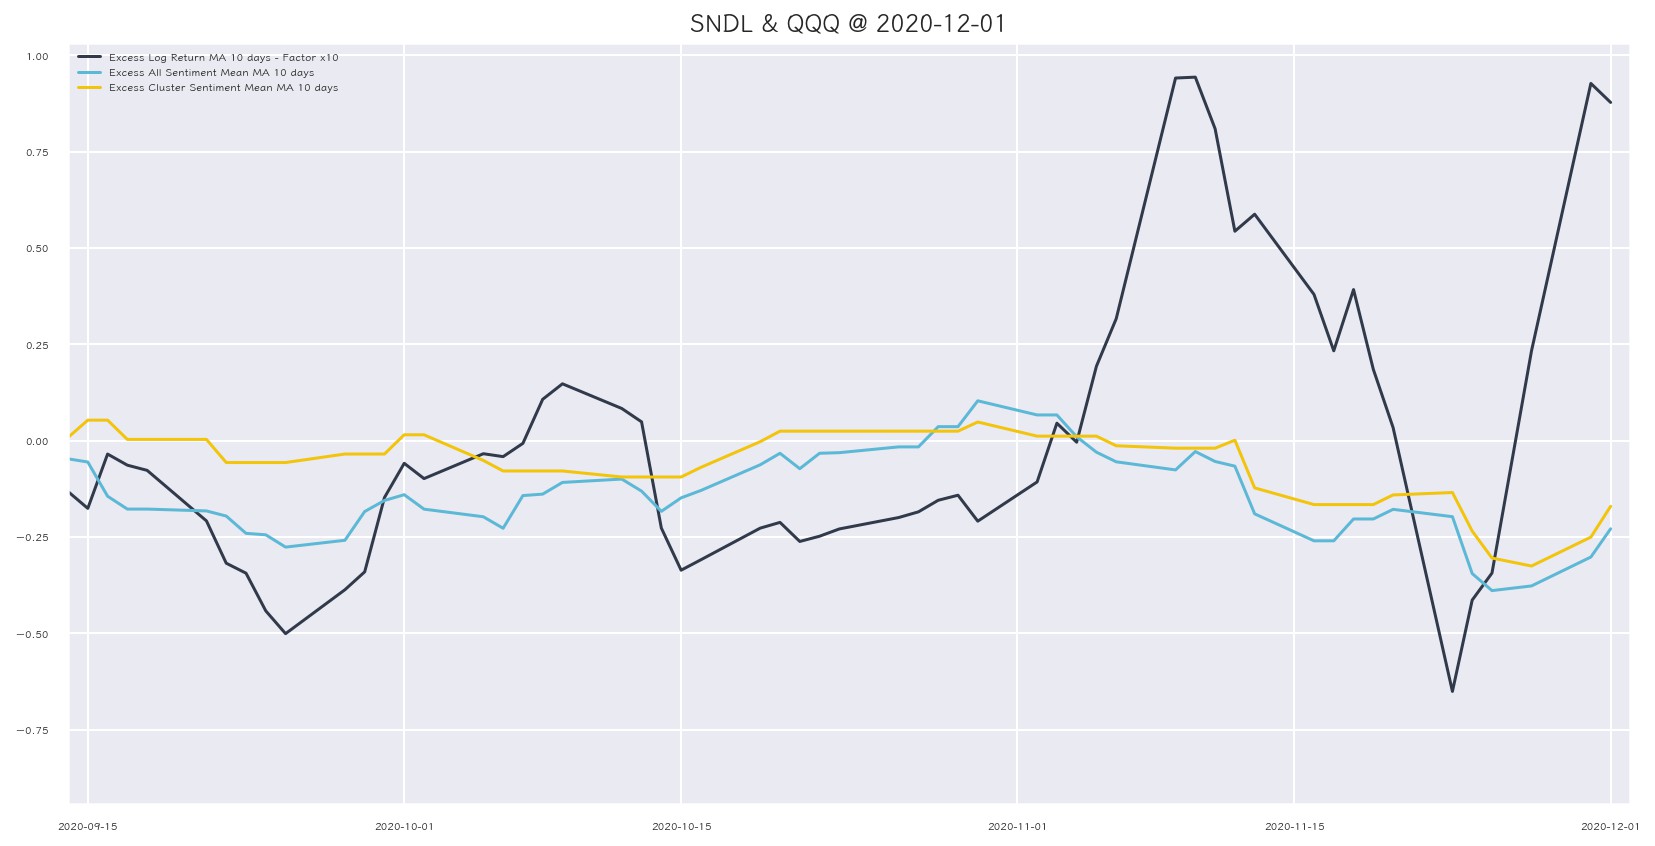 SNDL & QQQ @ 2020-12-01
Excess Log Return MA 10 days - Factor x10
Excess All Sentiment Mean MA 10 days
Excess Cluster Sentiment Mean MA 10 days
1.00
0.75
0.50
0.25
0.00
−0.25
−0.50
−0.75
2020-09-15 2020-10-01 2020-10-15 2020-11-01 2020-11-15 2020-12-01